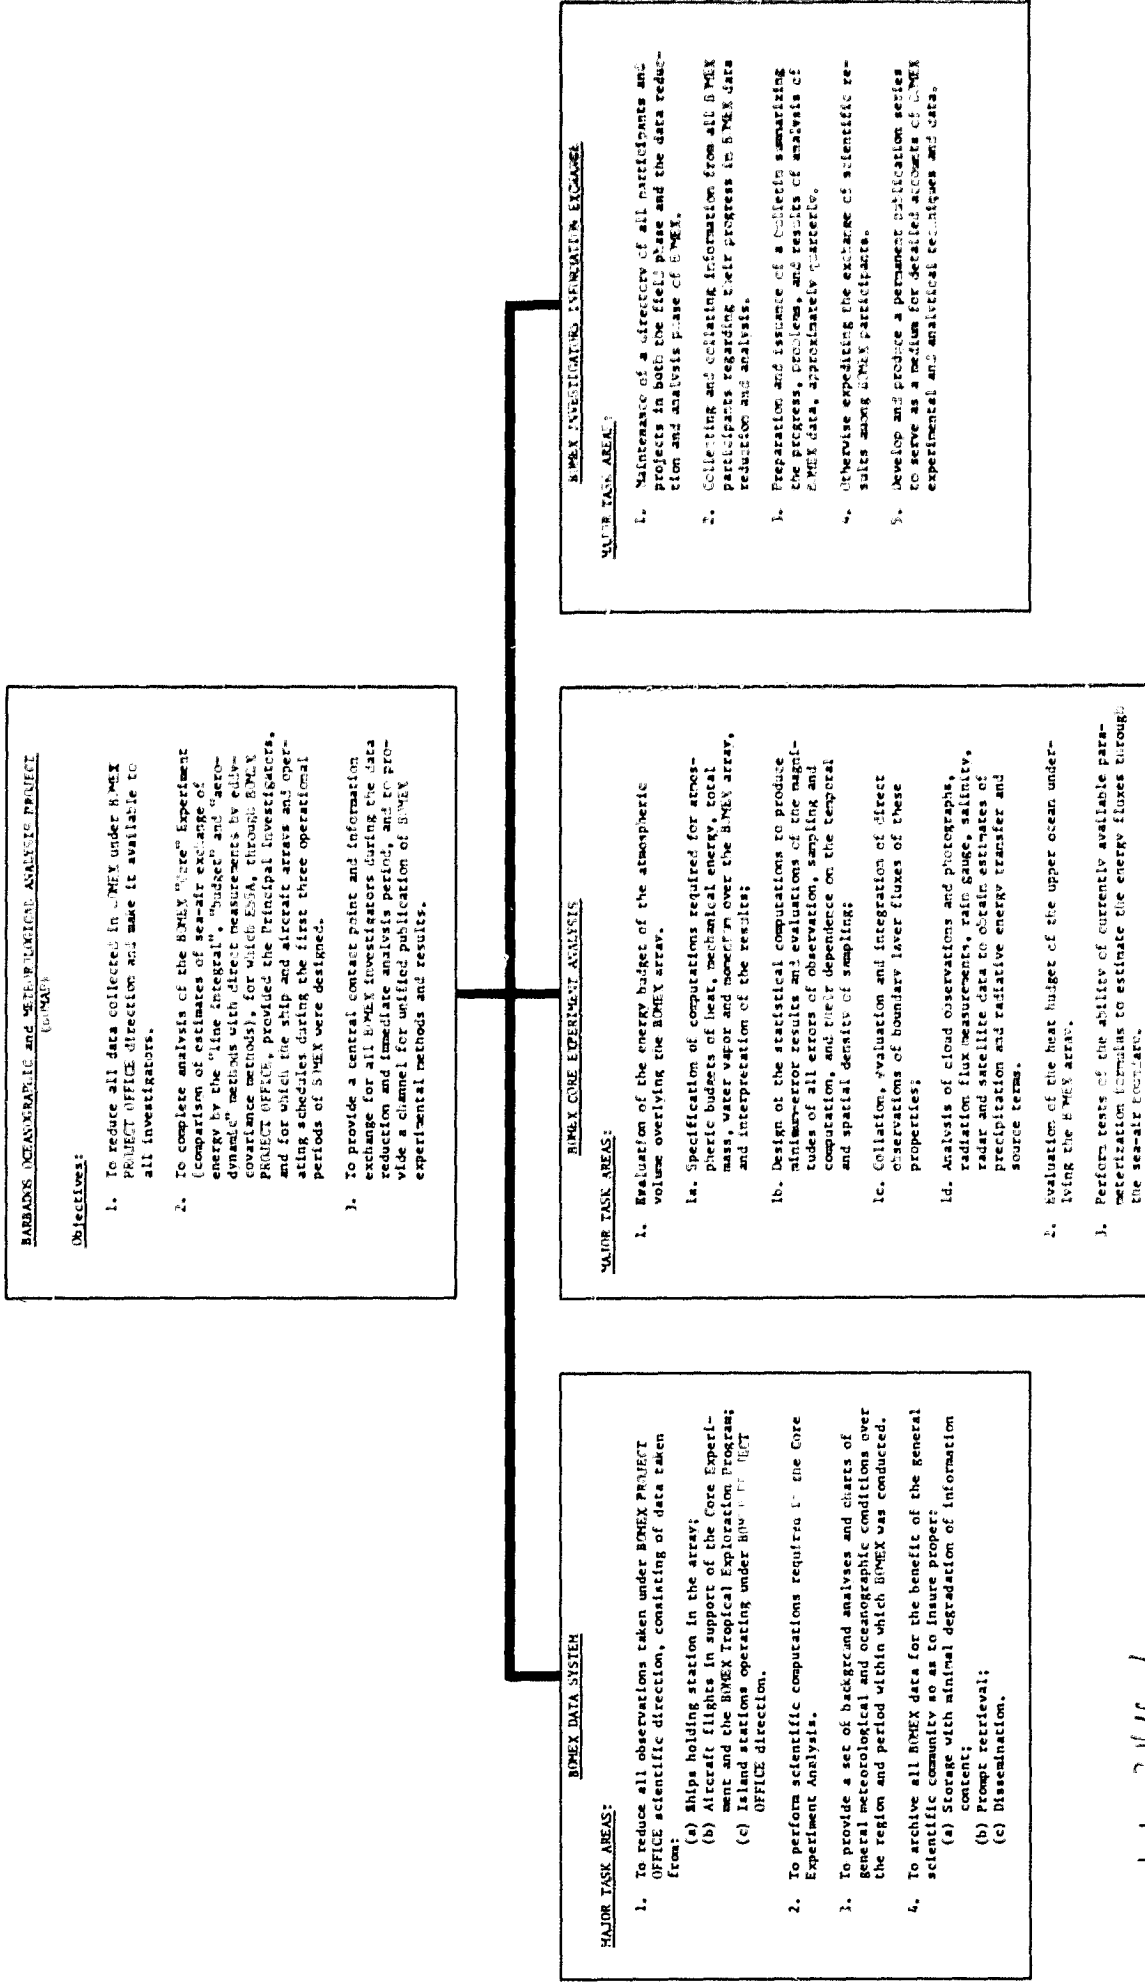 BARBADOS OCEANOGRAPHIC and METEOROLOGICAL ANALYSIS PROJECT
(BOMAP)
Objectives:
1. To reduce all data collected in BOMEX under BOMEX
PROJECT OFFICE direction and make it available to
all investigators.
2. To complete analysis of the BOMEX "Core" Experiment
(comparison of estimates of sea-air exchange of
energy by the "line integral", "budget" and "aero-
dynamic" methods with direct measurements by eddy-
covariance methods), for which ESSA, through BOMEX
PROJECT OFFICE, provided the Principal Investigators,
and for which the ship and aircraft arrays and oper-
ating schedules during the first three operational
periods of BOMEX were designed.
3. To provide a central contact point and information
exchange for all BOMEX investigators during the data
reduction and immediate analysis period, and to pro-
vide a channel for unified publication of BOMEX
experimental methods and results.
BOMEX DATA SYSTEM
MAJOR TASK AREAS:
1. To reduce all observations taken under BOMEX PROJECT
OFFICE scientific direction, consisting of data taken
from:
(a) Ships holding station in the array;
(b) Aircraft flights in support of the Core Experi-
ment and the BOMEX Tropical Exploration Program;
(c) Island stations operating under BOMEX PROJECT
OFFICE direction.
2. To perform scientific computations required in the Core
Experiment Analysis.
3. To provide a set of background analyses and charts of
general meteorological and oceanographic conditions over
the region and period within which BOMEX was conducted.
4. To archive all BOMEX data for the benefit of the general
scientific community so as to insure proper:
(a) Storage with minimal degradation of information
content;
(b) Prompt retrieval;
(c) Dissemination.
BOMEX CORE EXPERIMENT ANALYSIS
MAJOR TASK AREAS:
1. Evaluation of the energy budget of the atmospheric
volume overlying the BOMEX array.
1a. Specification of computations required for atmos-
pheric budgets of heat, mechanical energy, total
mass, water vapor and momentum over the BOMEX array,
and interpretation of the results;
1b. Design of the statistical computations to produce
minimum-error results and evaluations of the magni-
tudes of all errors of observation, sampling and
computation, and their dependence on the temporal
and spatial density of sampling;
1c. Collation, evaluation and integration of direct
observations of boundary layer fluxes of these
properties;
1d. Analysis of cloud observations and photographs,
radiation flux measurements, rain gauge, salinity,
radar and satellite data to obtain estimates of
precipitation and radiative energy transfer and
source terms.
2. Evaluation of the heat budget of the upper ocean under-
lying the BOMEX array.
3. Perform tests of the ability of currently available para-
meterization formulas to estimate the energy fluxes through
the sea-air boundary.
BOMEX INVESTIGATORS INFORMATION EXCHANGE
MAJOR TASK AREAS:
1. Maintenance of a directory of all participants and
projects in both the field phase and the data reduc-
tion and analysis phase of BOMEX.
2. Collecting and collating information from all BOMEX
participants regarding their progress in BOMEX data
reduction and analysis.
3. Preparation and issuance of a bulletin summarizing
the progress, problems, and results of analysis of
BOMEX data, approximately quarterly.
4. Otherwise expediting the exchange of scientific re-
sults among BOMEX participants.
5. Develop and produce a permanent publication series
to serve as a medium for detailed accounts of BOMEX
experimental and analytical techniques and data.